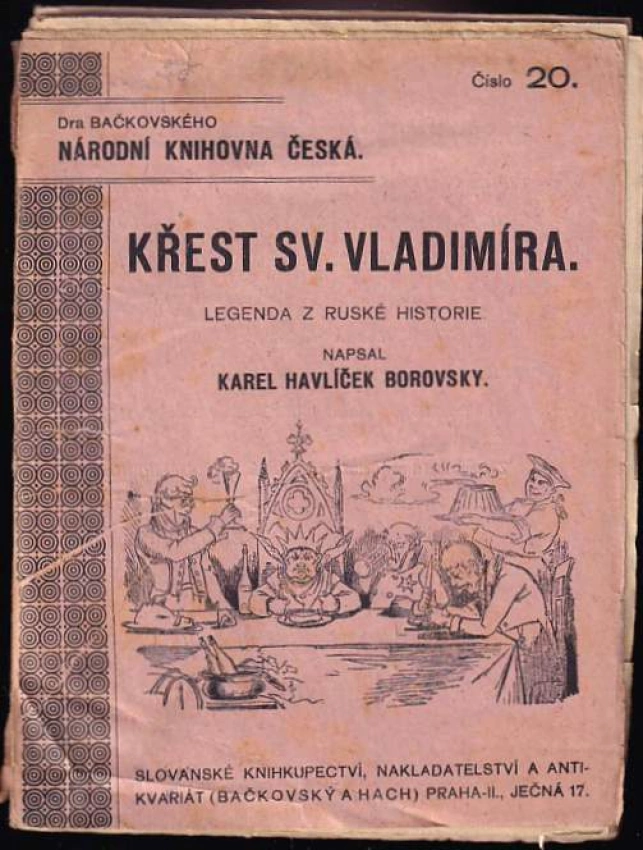 Číslo 20.
Dra BAČKOVSKÉHO
NÁRODNÍ KNIHOVNA ČESKÁ.
KŘEST SV. VLADIMÍRA.
LEGENDA Z RUSKÉ HISTORIE
NAPSAL
KAREL HAVLÍČEK BOROVSKY.
SLOVANSKÉ KNIHKUPECTVÍ, NAKLADATELSTVÍ A ANTI-
KVARIÁT (BAČKOVSKÝ A HACH) PRAHA-II., JEČNÁ 17.